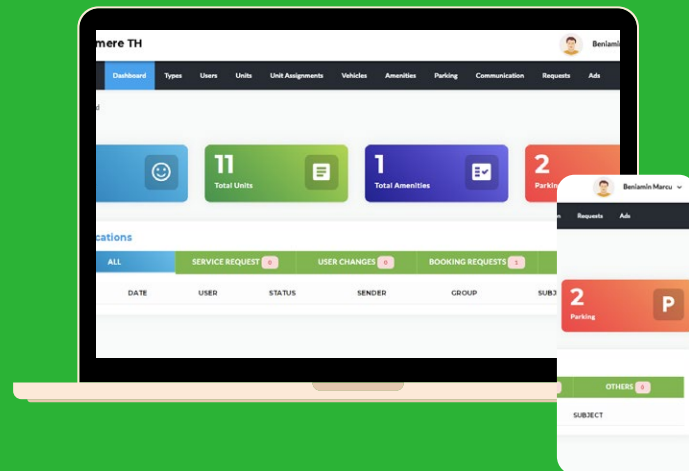 mere TH
Beniami
Dashboard Types Users Units Unit Assignments Vehicles Amenities Parking Communication Requests Ads
d
11
Total Units
1
Total Amenities
2
Parkin
cations
ALL SERVICE REQUEST 0 USER CHANGES 0 BOOKING REQUESTS 1
DATE USER STATUS SENDER GROUP SUBJ
Beniamin Marcu
Requests Ads
2
Parking
P
OTHERS 0
SUBJECT